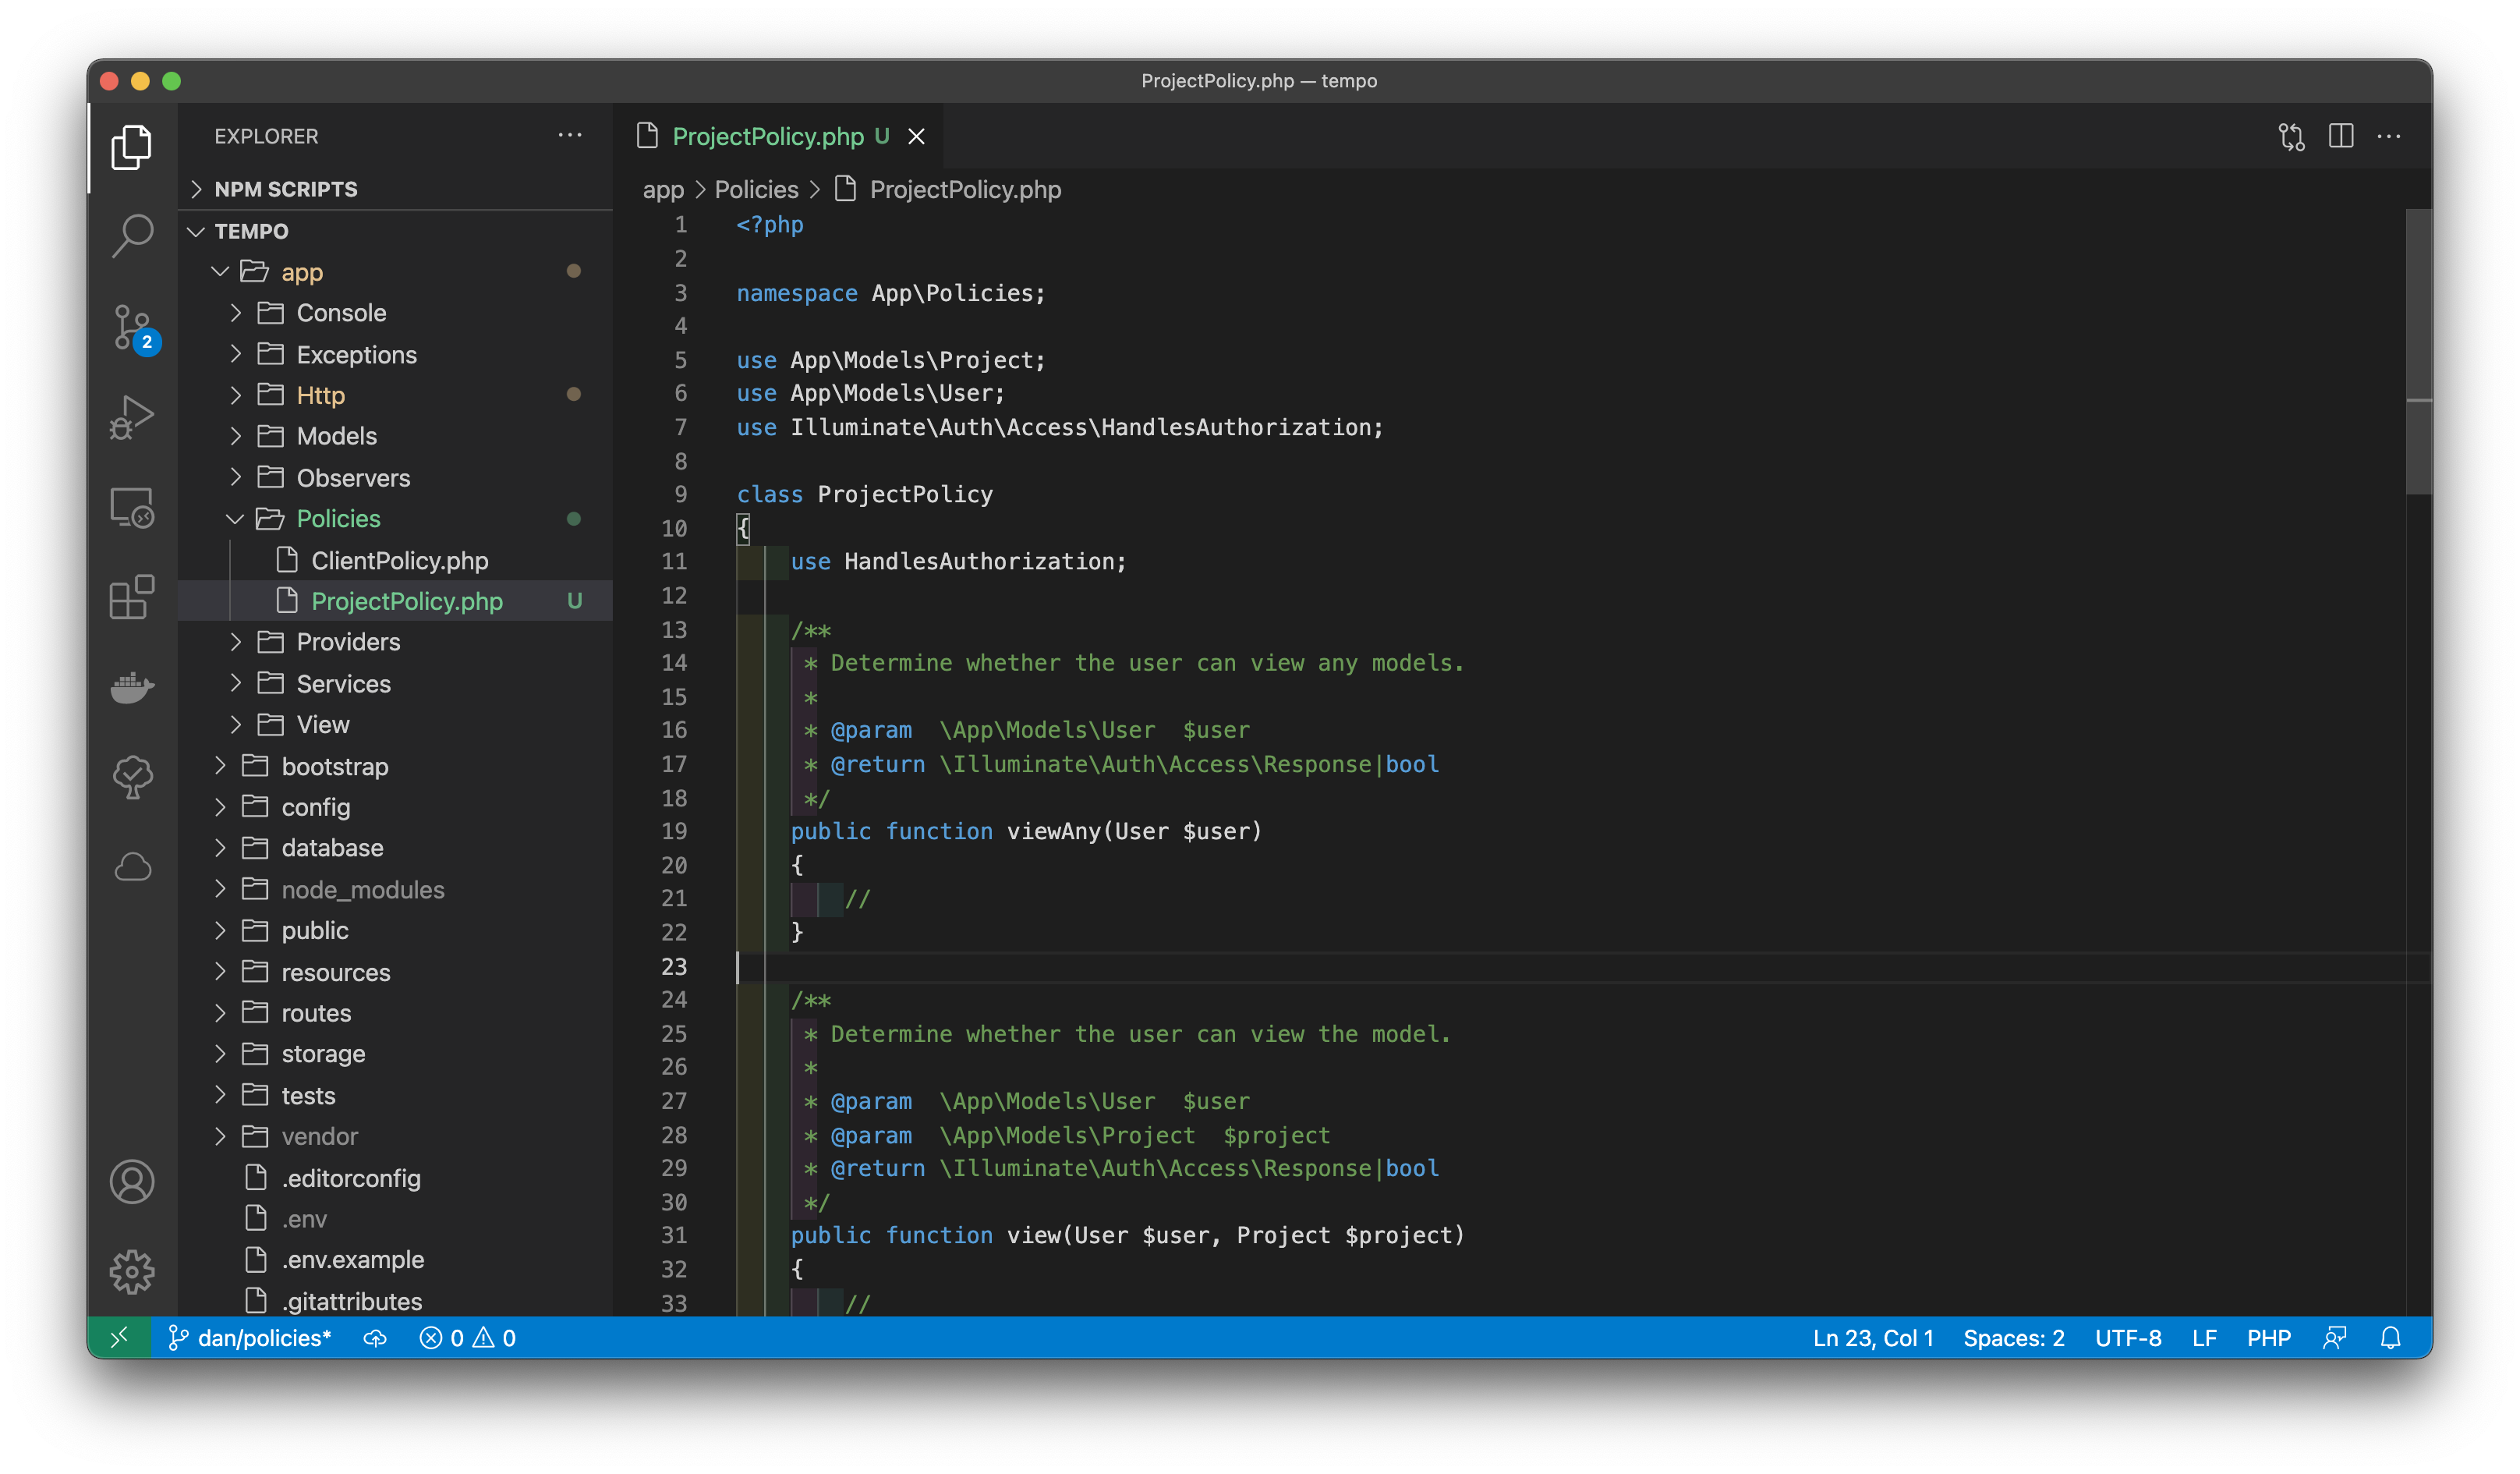 ProjectPolicy.php — tempo
EXPLORER
NPM SCRIPTS
TEMPO
app
Console
Exceptions
Http
Models
Observers
Policies
ClientPolicy.php
ProjectPolicy.php U
Providers
Services
View
bootstrap
config
database
node_modules
public
resources
routes
storage
tests
vendor
.editorconfig
.env
.env.example
.gitattributes
2
ProjectPolicy.php U
app > Policies > ProjectPolicy.php
1 <?php
2
3 namespace App\Policies;
4
5 use App\Models\Project;
6 use App\Models\User;
7 use Illuminate\Auth\Access\HandlesAuthorization;
8
9 class ProjectPolicy
10 {
11     use HandlesAuthorization;
12
13     /**
14      * Determine whether the user can view any models.
15      *
16      * @param  \App\Models\User  $user
17      * @return \Illuminate\Auth\Access\Response|bool
18      */
19     public function viewAny(User $user)
20     {
21         //
22     }
23
24     /**
25      * Determine whether the user can view the model.
26      *
27      * @param  \App\Models\User  $user
28      * @param  \App\Models\Project  $project
29      * @return \Illuminate\Auth\Access\Response|bool
30      */
31     public function view(User $user, Project $project)
32     {
33         //
dan/policies* 0 0 Ln 23, Col 1 Spaces: 2 UTF-8 LF PHP